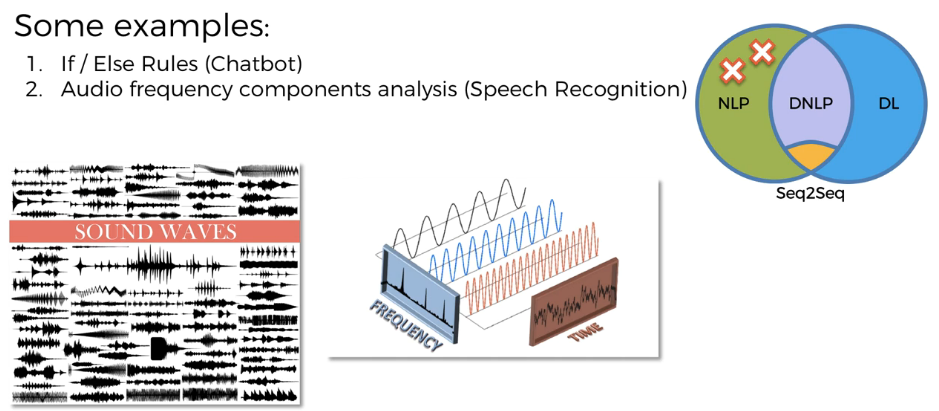 Some examples:
1. If / Else Rules (Chatbot)
2. Audio frequency components analysis (Speech Recognition)
NLP
DNLP
DL
Seq2Seq
SOUND WAVES
FREQUENCY
TIME